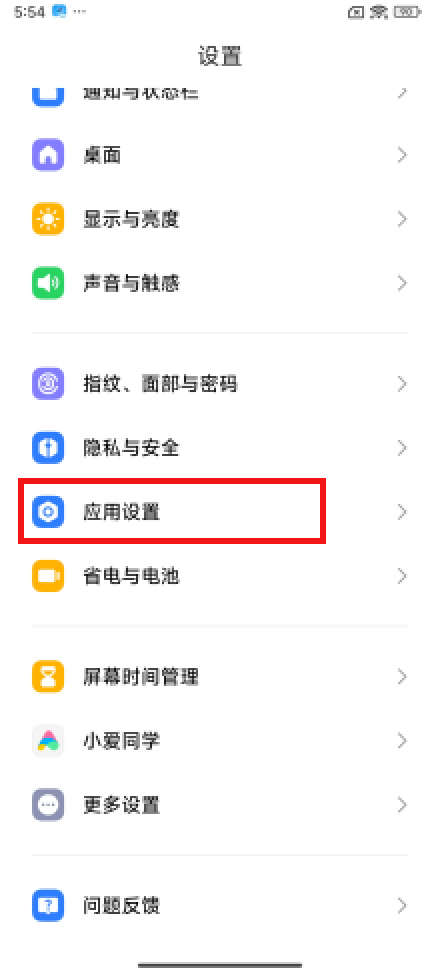 5:54
90
设置
通知与状态栏
桌面
显示与亮度
声音与触感
指纹、面部与密码
隐私与安全
应用设置
省电与电池
屏幕时间管理
小爱同学
更多设置
问题反馈